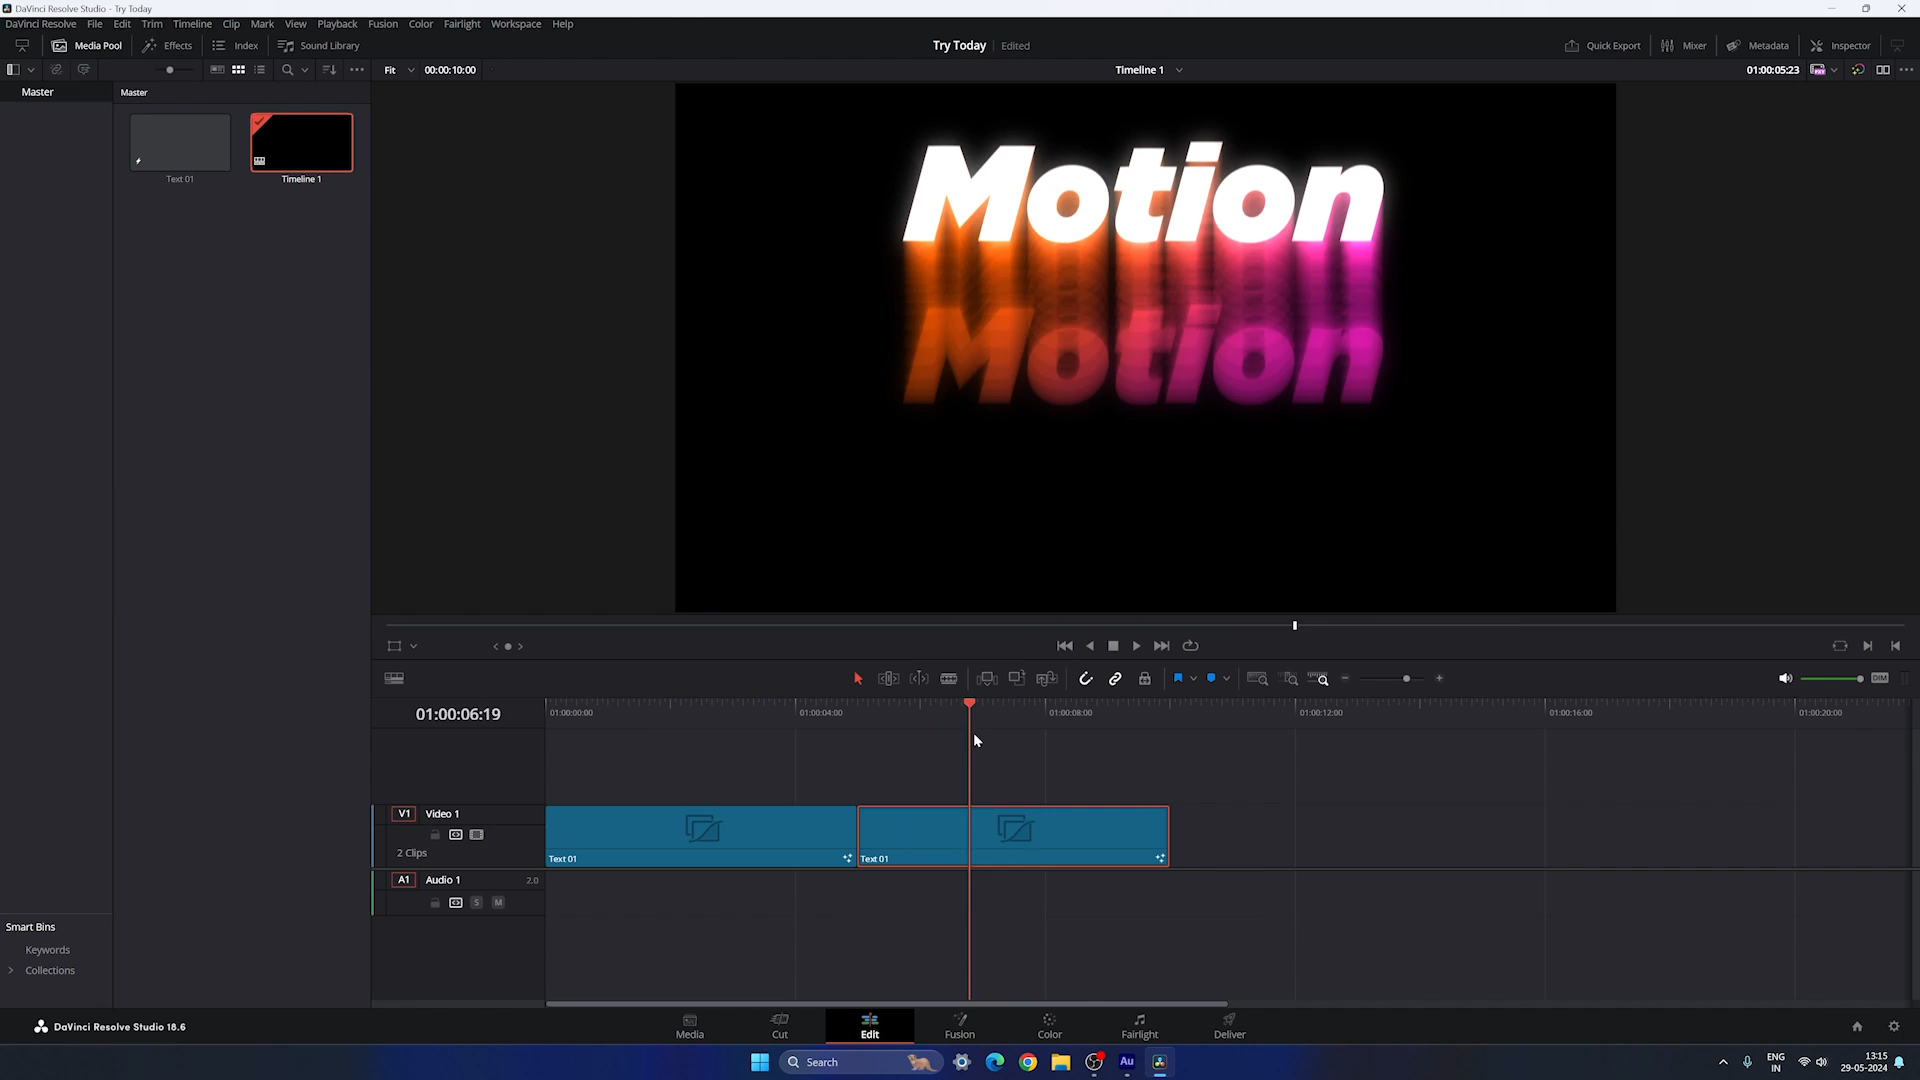 DaVinci Resolve Studio - Try Today
DaVinci Resolve File Edit Trim Timeline Clip Mark View Playback Fusion Color Fairlight Workspace Help
Media Pool Effects Index Sound Library Try Today Edited Quick Export Mixer Metadata Inspector
Fit 00:00:10:00 Timeline 1 01:00:05:23
Master Master
Text 01 Timeline 1
Motion
Motion
DIM
01:00:06:19 01:00:00:00 01:00:04:00 01:00:08:00 01:00:12:00 01:00:16:00 01:00:20:00
V1 Video 1
2 Clips
Text 01 Text 01
A1 Audio 1 2.0
S M
Smart Bins
Keywords
Collections
DaVinci Resolve Studio 18.6
Media Cut Edit Fusion Color Fairlight Deliver
Search Au
ENG
IN
13:15
29-05-2024